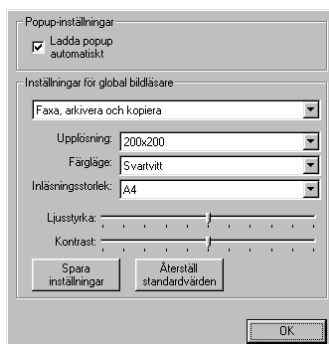 Popup-inställningar
Ladda popup
automatiskt
Inställningar för global bildläsare
Faxa, arkivera och kopiera
Upplösning: 200x200
Färgläge: Svartvitt
Inläsningsstorlek: A4
Ljusstyrka:
Kontrast:
Spara
inställningar
Återställ
standardvärden
OK